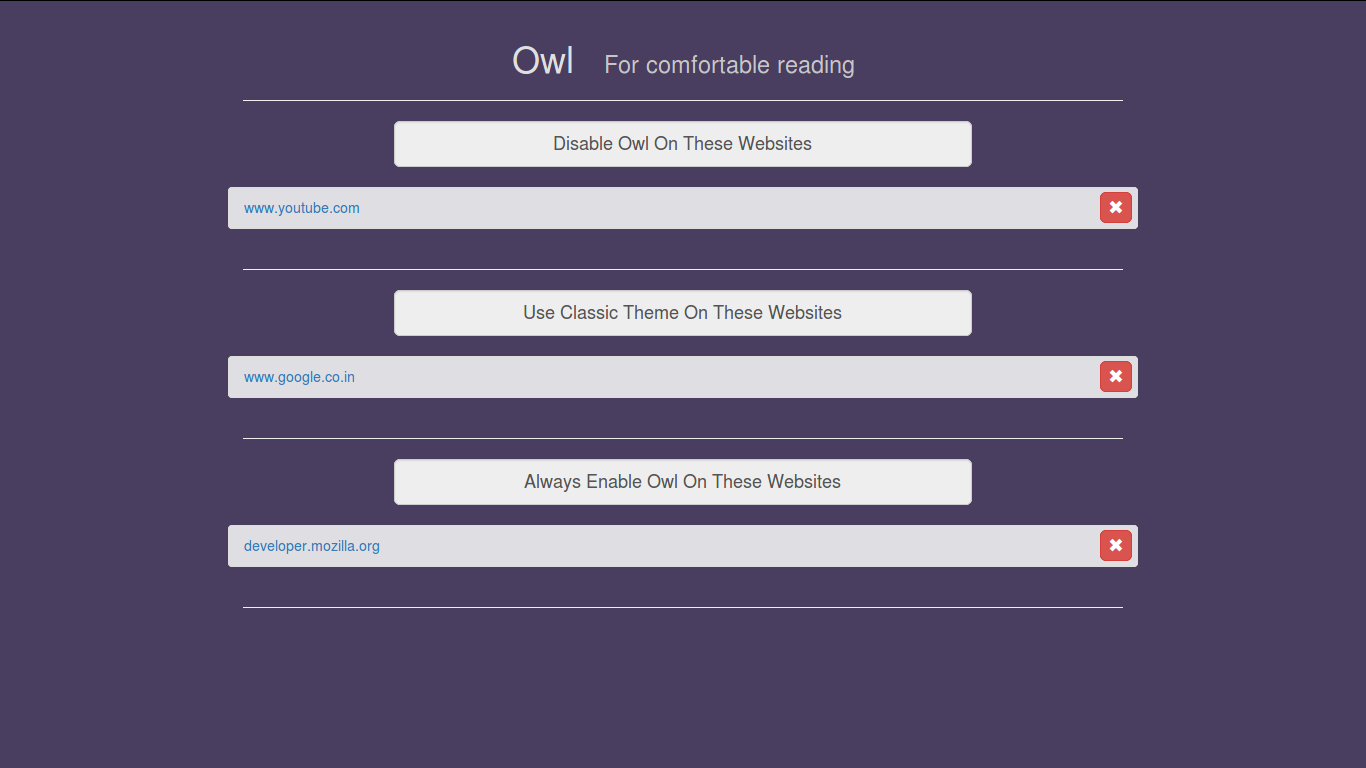 Owl For comfortable reading
Disable Owl On These Websites
www.youtube.com
Use Classic Theme On These Websites
www.google.co.in
Always Enable Owl On These Websites
developer.mozilla.org